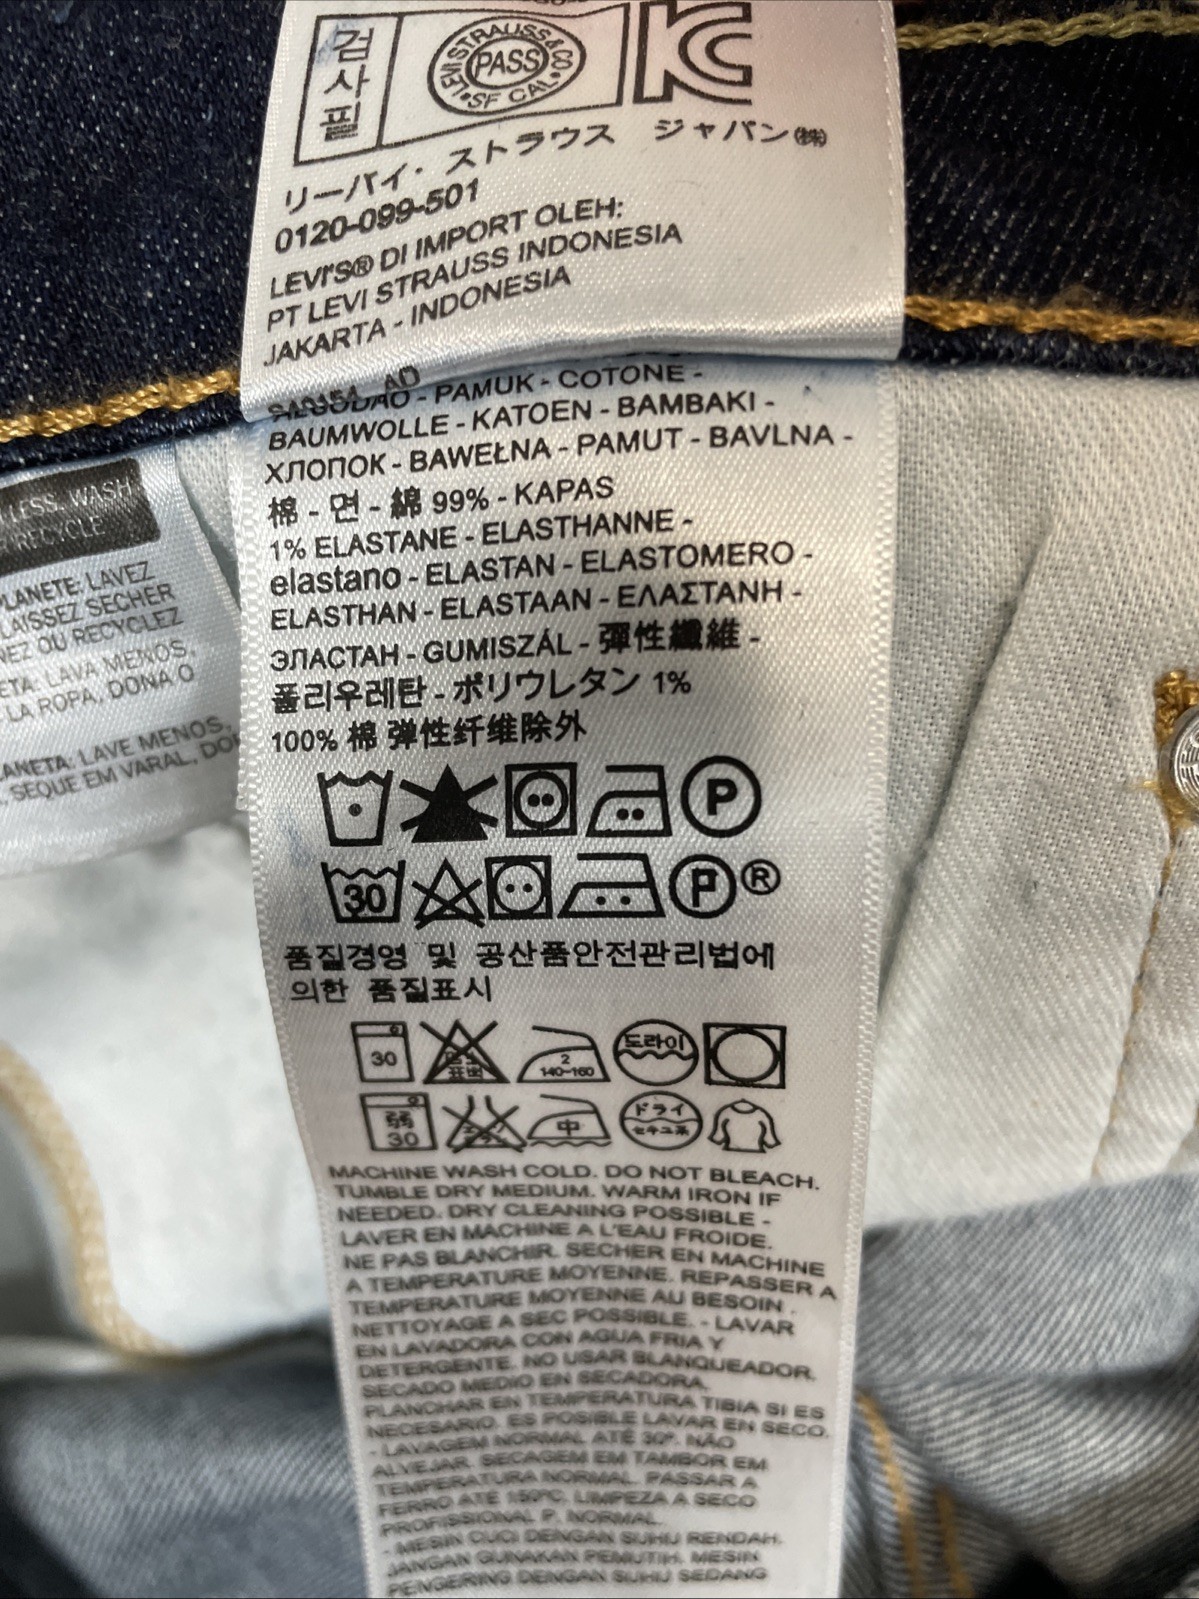 검
사
필
LEVI STRAUSS & CO
PASS
SF CAL
KC
リーバイ・ストラウス ジャパン㈱
0120-099-501
LEVI'S® DI IMPORT OLEH:
PT LEVI STRAUSS INDONESIA
JAKARTA - INDONESIA
ALGODÃO - PAMUK - COTONE -
BAUMWOLLE - KATOEN - BAMBAKI -
ХЛОПОК - BAWEŁNA - PAMUT - BAVLNA -
棉 - 면 - 綿 99% - KAPAS
1% ELASTANE - ELASTHANNE -
elastano - ELASTAN - ELASTOMERO -
ELASTHAN - ELASTAAN - ΕΛΑΣΤΑΝΗ -
ЭЛАСТАН - GUMISZÁL - 彈性纖維 -
폴리우레탄 - ポリウレタン 1%
100% 棉 弹性纤维除外
P
30 P ®
품질경영 및 공산품안전관리법에
의한 품질표시
30 표백 2 140~160 드라이
弱 30 中 ドライ セキユ系
MACHINE WASH COLD. DO NOT BLEACH.
TUMBLE DRY MEDIUM. WARM IRON IF
NEEDED. DRY CLEANING POSSIBLE -
LAVER EN MACHINE A L'EAU FROIDE.
NE PAS BLANCHIR. SECHER EN MACHINE
A TEMPERATURE MOYENNE. REPASSER A
TEMPERATURE MOYENNE AU BESOIN .
NETTOYAGE A SEC POSSIBLE. - LAVAR
EN LAVADORA CON AGUA FRIA Y
DETERGENTE. NO USAR BLANQUEADOR.
SECADO MEDIO EN SECADORA.
PLANCHAR EN TEMPERATURA TIBIA SI ES
NECESARIO. ES POSIBLE LAVAR EN SECO.
- LAVAGEM NORMAL ATÉ 30º. NÃO
ALVEJAR. SECAGEM EM TAMBOR EM
TEMPERATURA NORMAL. PASSAR A
FERRO ATÉ 150ºC. LIMPEZA A SECO
PROFISSIONAL P. NORMAL.
- MESIN CUCI DENGAN SUHU RENDAH.
JANGAN GUNAKAN PEMUTIH. MESIN
PENGERING DENGAN SUHU SEDANG
LESS. WASH
RECYCLE
PLANETE: LAVEZ
LAISSEZ SECHER
NEZ OU RECYCLEZ
ETA: LAVA MENOS,
LA ROPA, DONA O
ANETA: LAVE MENOS,
SEQUE EM VARAL, DO